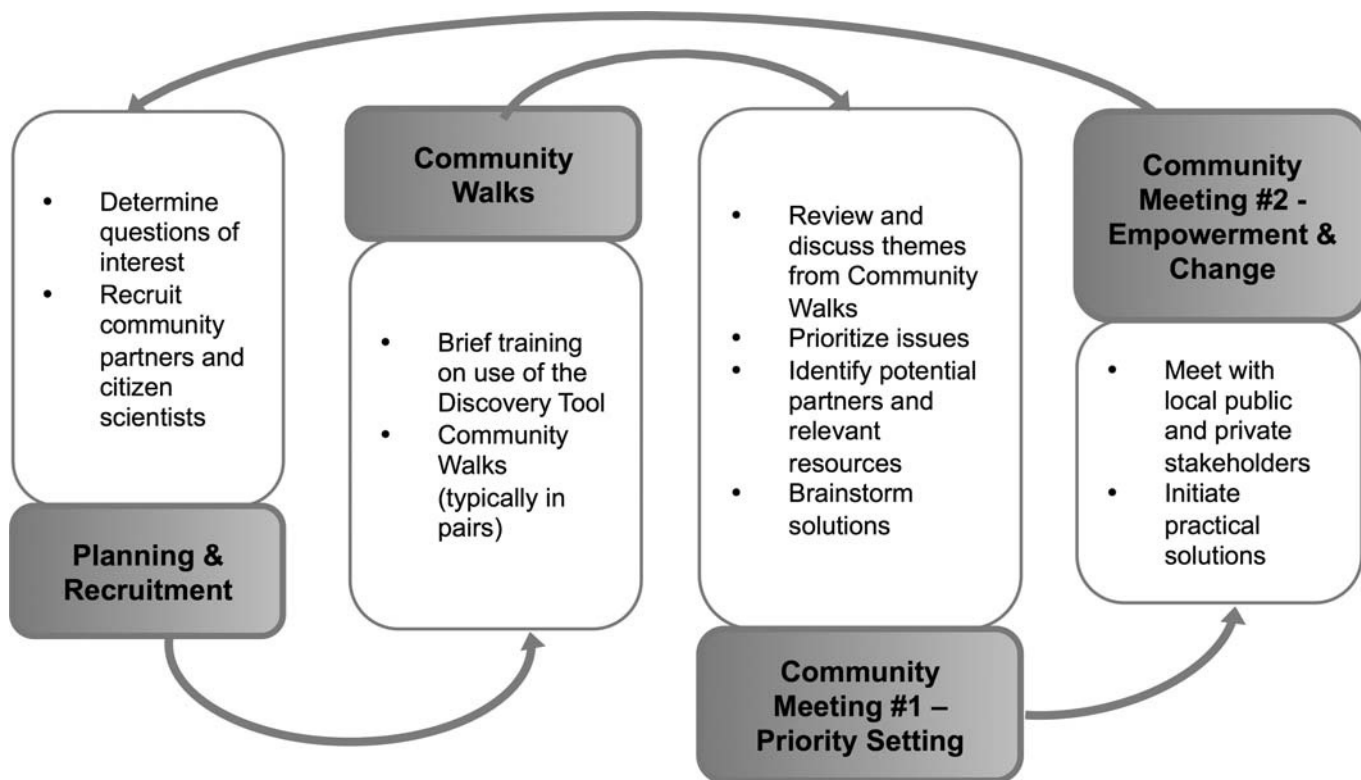 • Determine
questions of
interest
• Recruit
community
partners and
citizen
scientists
Planning &
Recruitment
Community
Walks
• Brief training
on use of the
Discovery Tool
• Community
Walks
(typically in
pairs)
• Review and
discuss themes
from Community
Walks
• Prioritize issues
• Identify potential
partners and
relevant
resources
• Brainstorm
solutions
Community
Meeting #1 –
Priority Setting
Community
Meeting #2 -
Empowerment &
Change
• Meet with
local public
and private
stakeholders
• Initiate
practical
solutions